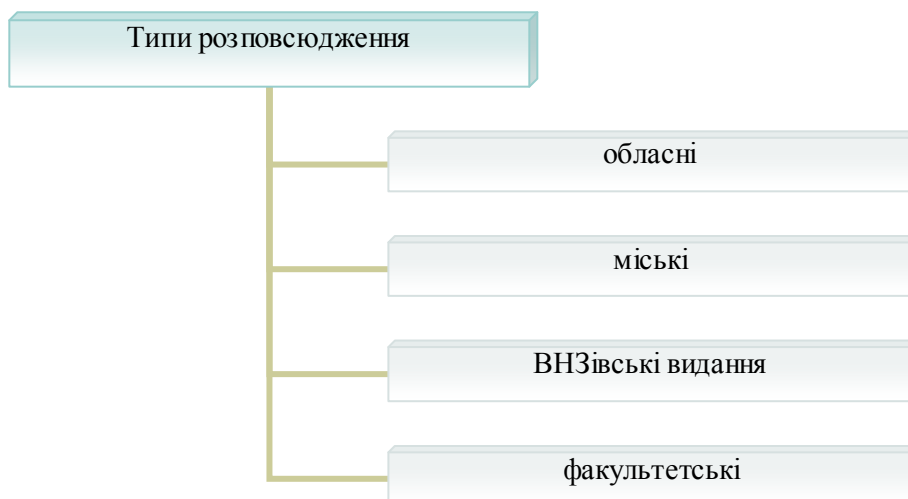 Типи розповсюдження
обласні
міські
ВНЗівські видання
факультетські